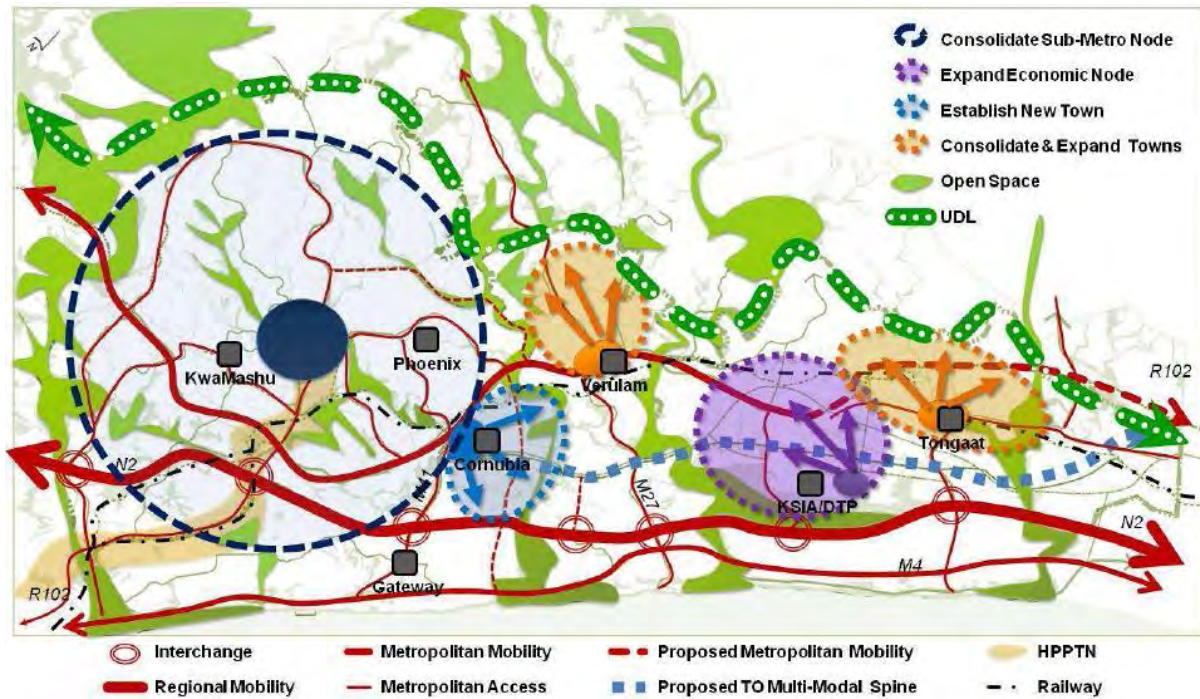 N
Consolidate Sub-Metro Node
Expand Economic Node
Establish New Town
Consolidate & Expand Towns
Open Space
UDL
KwaMashu
Phoenix
Verulam
R102
Cornubia
Tongaat
N2
M41
M27
KSIA/DTP
N2
Gateway
M4
R102
Interchange
Metropolitan Mobility
Proposed Metropolitan Mobility
HPPTN
Regional Mobility
Metropolitan Access
Proposed TO Multi-Modal Spine
Railway